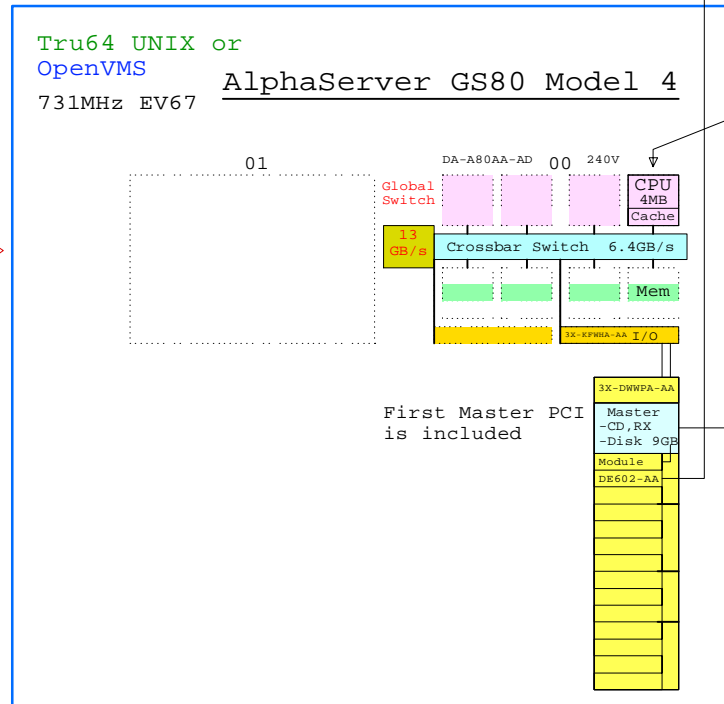 Tru64 UNIX or
OpenVMS
731MHz EV67
AlphaServer GS80 Model 4
01
DA-A80AA-AD
00
240V
Global
Switch
CPU
4MB
Cache
13
GB/s
Crossbar Switch 6.4GB/s
Mem
3X-KFWHA-AA I/O
3X-DWWPA-AA
First Master PCI
is included
Master
-CD,RX
-Disk 9GB
Module
DE602-AA